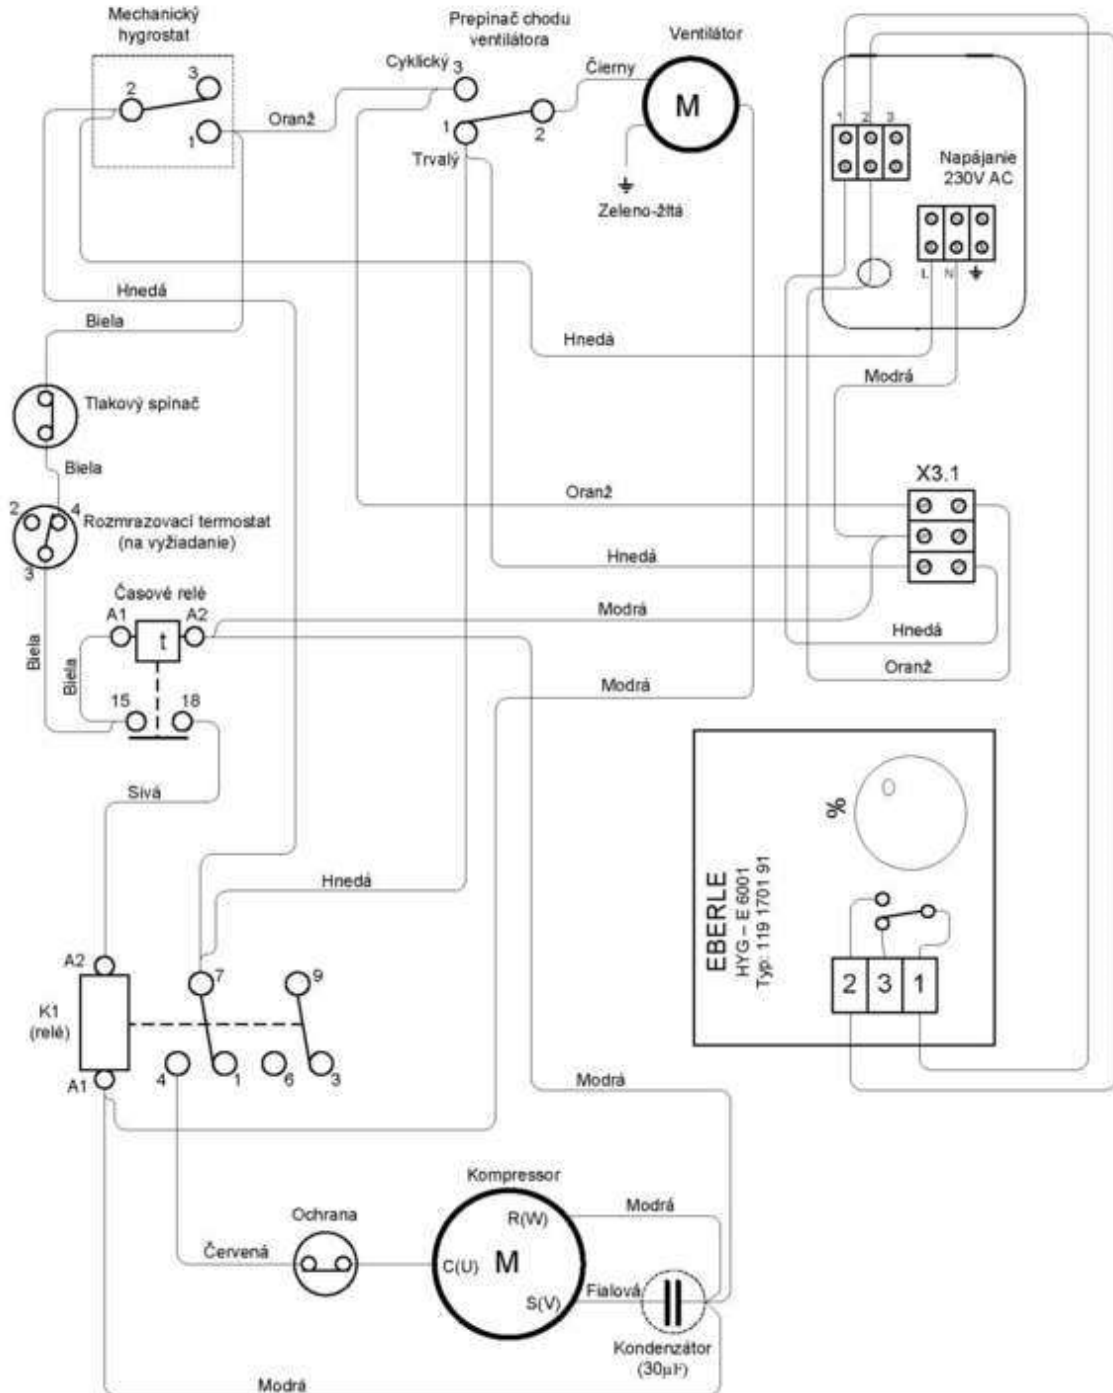 Mechanický
hygrostat
Prepínač chodu
ventilátora
Ventilátor
Cyklický
Čierny
3
3
2
M
Oranž
1
1
2
1 2 3
Trvalý
Napájanie
230V AC
Zeleno-žltá
L N
Hnedá
Biela
Hnedá
Modrá
Tlakový spínač
Biela
X3.1
Oranž
2 4
Rozmrazovací termostat
(na vyžiadanie)
3
Hnedá
Časové relé
A1
A2
t
Modrá
Hnedá
Biela
Biela
Oranž
Modrá
15
18
Sivá
%
EBERLE
HYG – E 6001
Typ: 119 1701 91
Hnedá
A2
7
9
2 3 1
K1
(relé)
A1
4
1
6
3
Modrá
Kompressor
Ochrana
R(W)
Modrá
Červená
C(U)
M
S(V)
Fialová
Kondenzátor
(30µF)
Modrá